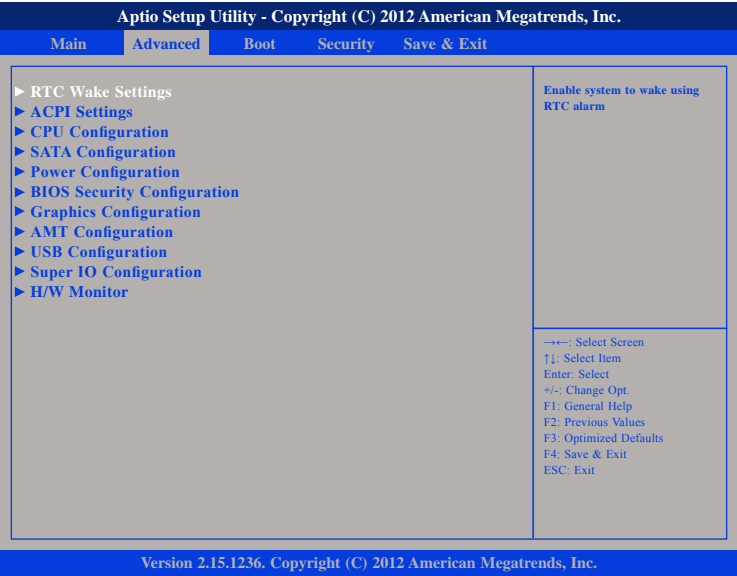 Aptio Setup Utility - Copyright (C) 2012 American Megatrends, Inc.
Main Advanced Boot Security Save & Exit
► RTC Wake Settings
► ACPI Settings
► CPU Configuration
► SATA Configuration
► Power Configuration
► BIOS Security Configuration
► Graphics Configuration
► AMT Configuration
► USB Configuration
► Super IO Configuration
► H/W Monitor
Enable system to wake using
RTC alarm
→←: Select Screen
↑↓: Select Item
Enter: Select
+/-: Change Opt.
F1: General Help
F2: Previous Values
F3: Optimized Defaults
F4: Save & Exit
ESC: Exit
Version 2.15.1236. Copyright (C) 2012 American Megatrends, Inc.